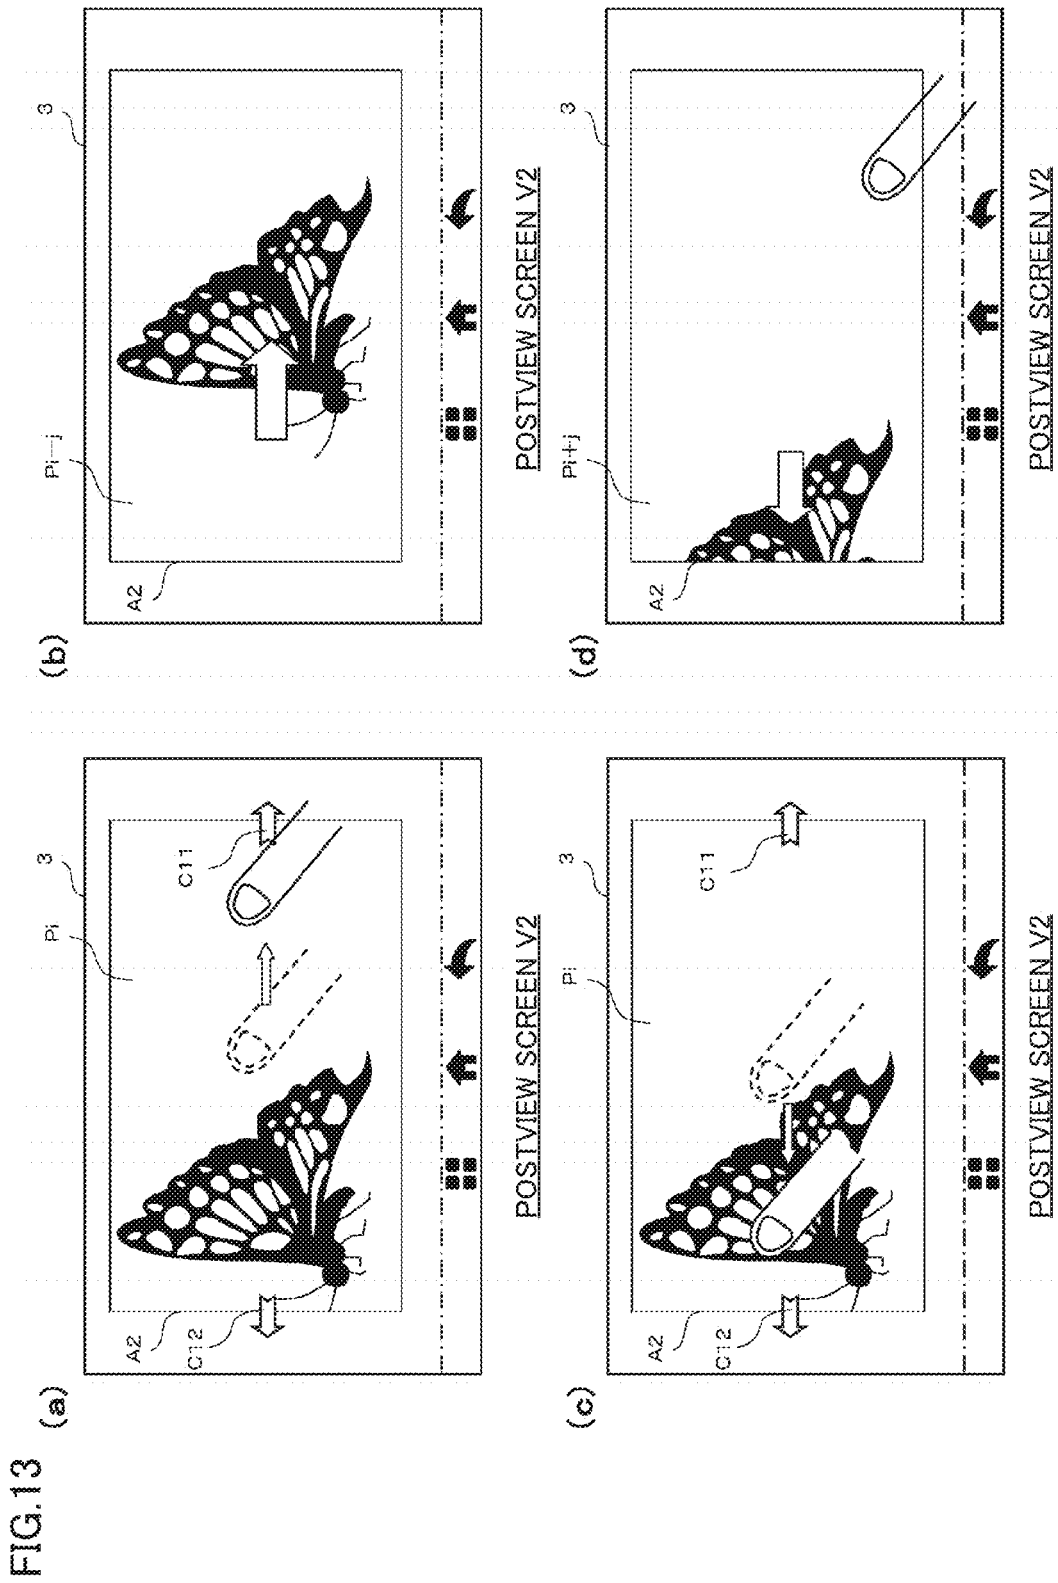 FIG.13
(a)
A2
C12
Pi
3
C11
POSTVIEW SCREEN V2
(b)
A2
Pi-j
3
POSTVIEW SCREEN V2
(c)
A2
C12
Pi
3
C11
POSTVIEW SCREEN V2
(d)
A2
Pi+j
3
POSTVIEW SCREEN V2